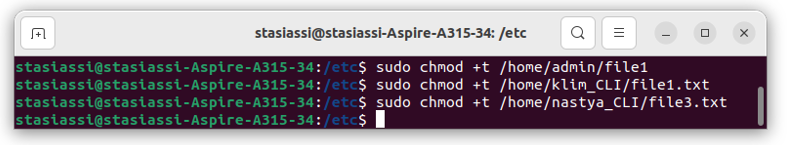 stasiassi@stasiassi-Aspire-A315-34: /etc
stasiassi@stasiassi-Aspire-A315-34:/etc$ sudo chmod +t /home/admin/file1
stasiassi@stasiassi-Aspire-A315-34:/etc$ sudo chmod +t /home/klim_CLI/file1.txt
stasiassi@stasiassi-Aspire-A315-34:/etc$ sudo chmod +t /home/nastya_CLI/file3.txt
stasiassi@stasiassi-Aspire-A315-34:/etc$